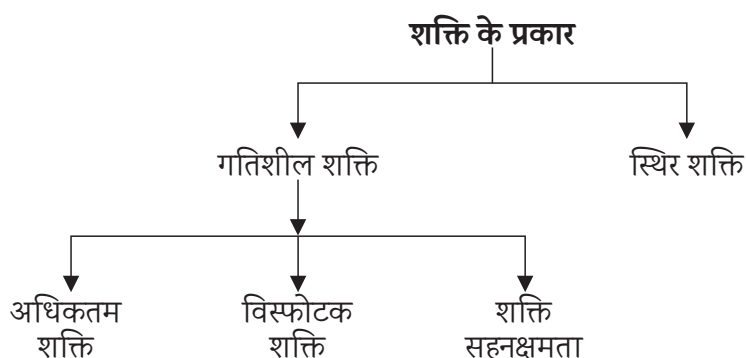 शक्ति के प्रकार
गतिशील शक्ति
स्थिर शक्ति
अधिकतम
शक्ति
विस्फोटक
शक्ति
शक्ति
सहनक्षमता